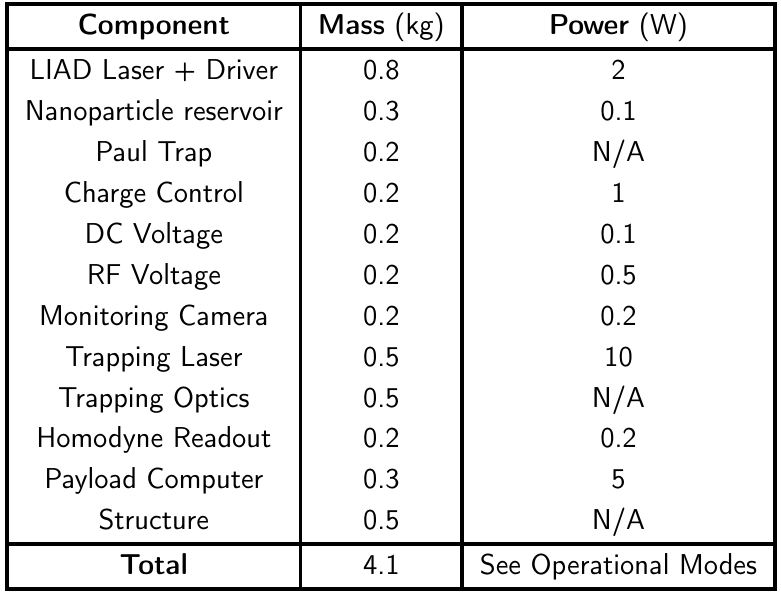 Component Mass (kg) Power (W)
LIAD Laser + Driver 0.8 2
Nanoparticle reservoir 0.3 0.1
Paul Trap 0.2 N/A
Charge Control 0.2 1
DC Voltage 0.2 0.1
RF Voltage 0.2 0.5
Monitoring Camera 0.2 0.2
Trapping Laser 0.5 10
Trapping Optics 0.5 N/A
Homodyne Readout 0.2 0.2
Payload Computer 0.3 5
Structure 0.5 N/A
Total 4.1 See Operational Modes